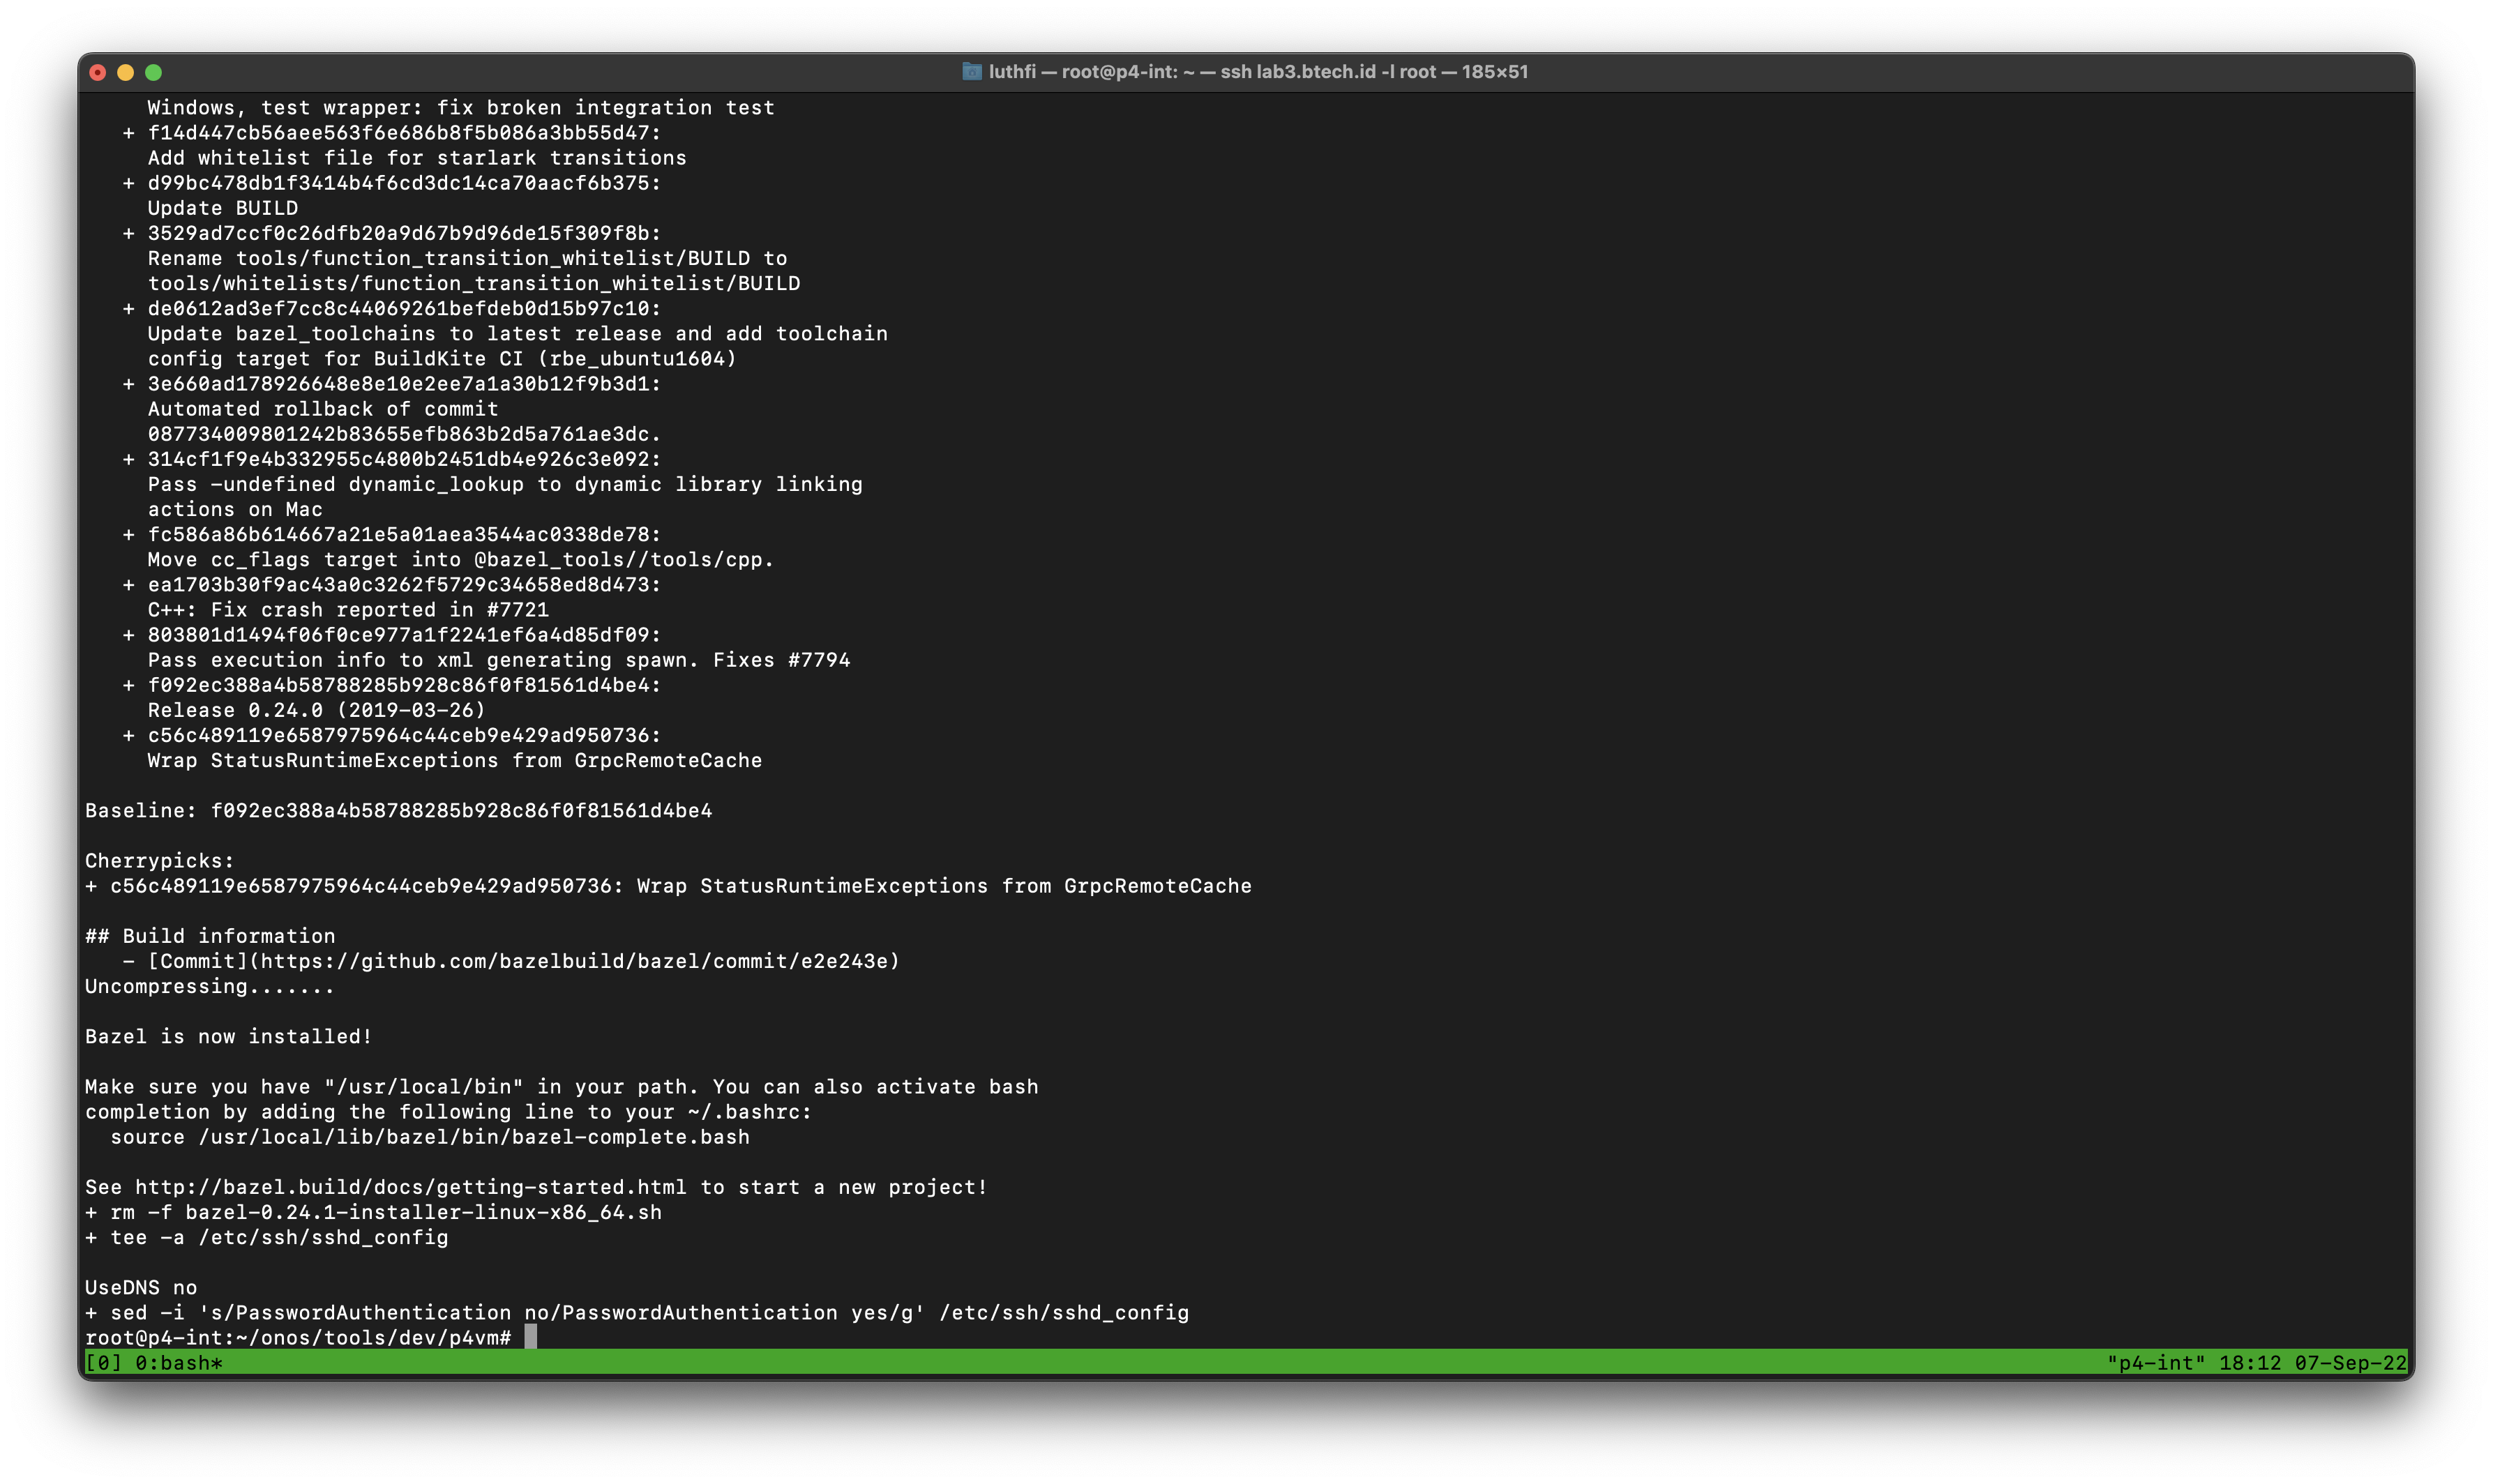 luthfi — root@p4-int: ~ — ssh lab3.btech.id -l root — 185×51
Windows, test wrapper: fix broken integration test
+ f14d447cb56aee563f6e686b8f5b086a3bb55d47:
Add whitelist file for starlark transitions
+ d99bc478db1f3414b4f6cd3dc14ca70aacf6b375:
Update BUILD
+ 3529ad7ccf0c26dfb20a9d67b9d96de15f309f8b:
Rename tools/function_transition_whitelist/BUILD to
tools/whitelists/function_transition_whitelist/BUILD
+ de0612ad3ef7cc8c44069261befdeb0d15b97c10:
Update bazel_toolchains to latest release and add toolchain
config target for BuildKite CI (rbe_ubuntu1604)
+ 3e660ad178926648e8e10e2ee7a1a30b12f9b3d1:
Automated rollback of commit
087734009801242b83655efb863b2d5a761ae3dc.
+ 314cf1f9e4b332955c4800b2451db4e926c3e092:
Pass -undefined dynamic_lookup to dynamic library linking
actions on Mac
+ fc586a86b614667a21e5a01aea3544ac0338de78:
Move cc_flags target into @bazel_tools//tools/cpp.
+ ea1703b30f9ac43a0c3262f5729c34658ed8d473:
C++: Fix crash reported in #7721
+ 803801d1494f06f0ce977a1f2241ef6a4d85df09:
Pass execution info to xml generating spawn. Fixes #7794
+ f092ec388a4b58788285b928c86f0f81561d4be4:
Release 0.24.0 (2019-03-26)
+ c56c489119e6587975964c44ceb9e429ad950736:
Wrap StatusRuntimeExceptions from GrpcRemoteCache
Baseline: f092ec388a4b58788285b928c86f0f81561d4be4
Cherrypicks:
+ c56c489119e6587975964c44ceb9e429ad950736: Wrap StatusRuntimeExceptions from GrpcRemoteCache
## Build information
- [Commit](https://github.com/bazelbuild/bazel/commit/e2e243e)
Uncompressing.......
Bazel is now installed!
Make sure you have "/usr/local/bin" in your path. You can also activate bash
completion by adding the following line to your ~/.bashrc:
source /usr/local/lib/bazel/bin/bazel-complete.bash
See http://bazel.build/docs/getting-started.html to start a new project!
+ rm -f bazel-0.24.1-installer-linux-x86_64.sh
+ tee -a /etc/ssh/sshd_config
UseDNS no
+ sed -i 's/PasswordAuthentication no/PasswordAuthentication yes/g' /etc/ssh/sshd_config
root@p4-int:~/onos/tools/dev/p4vm#
[0] 0:bash* "p4-int" 18:12 07-Sep-22